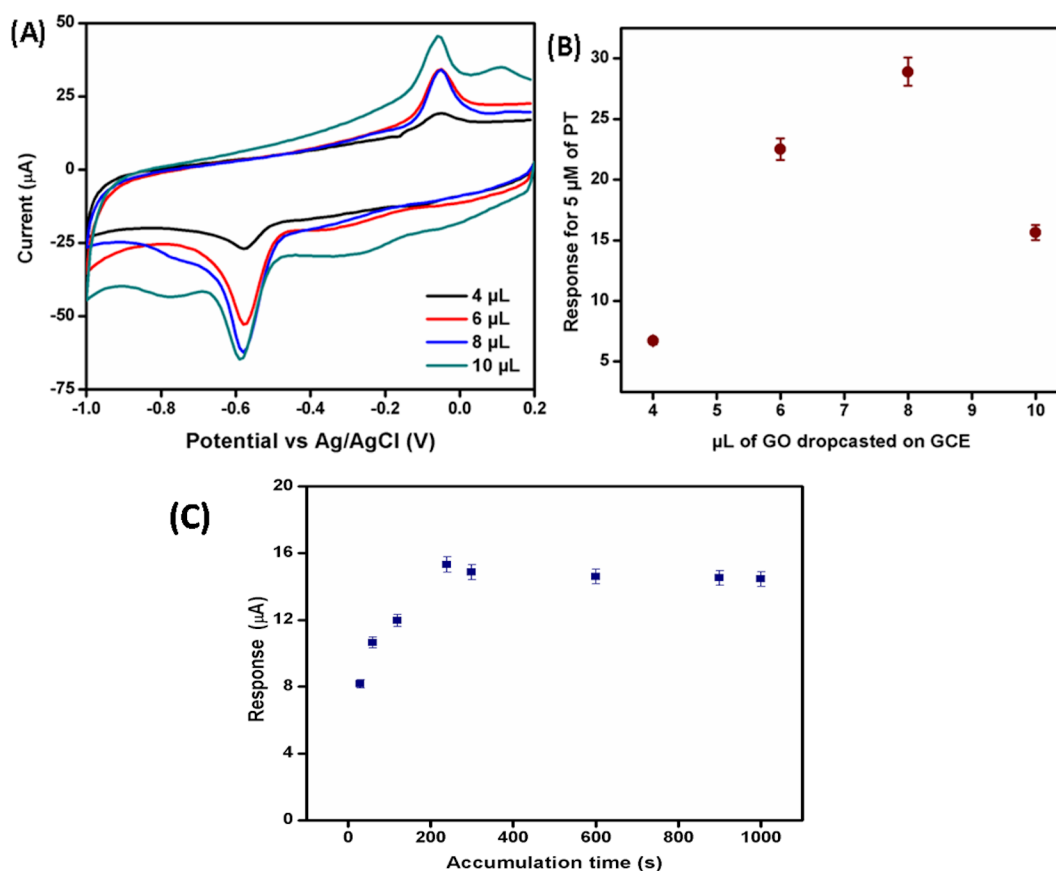 (A)
50
25
0
-25
-50
-75
Current (µA)
-1.0 -0.8 -0.6 -0.4 -0.2 0.0 0.2
Potential vs Ag/AgCl (V)
4 µL
6 µL
8 µL
10 µL
(B)
30
25
20
15
10
5
Response for 5 µM of PT
4 5 6 7 8 9 10
µL of GO dropcasted on GCE
(C)
20
16
12
8
4
0
Response (µA)
0 200 400 600 800 1000
Accumulation time (s)